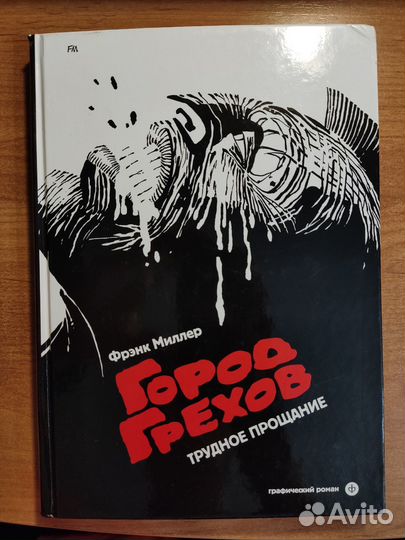 FM
Фрэнк Миллер
Город
Грехов
Трудное прощание
графический роман
Avito